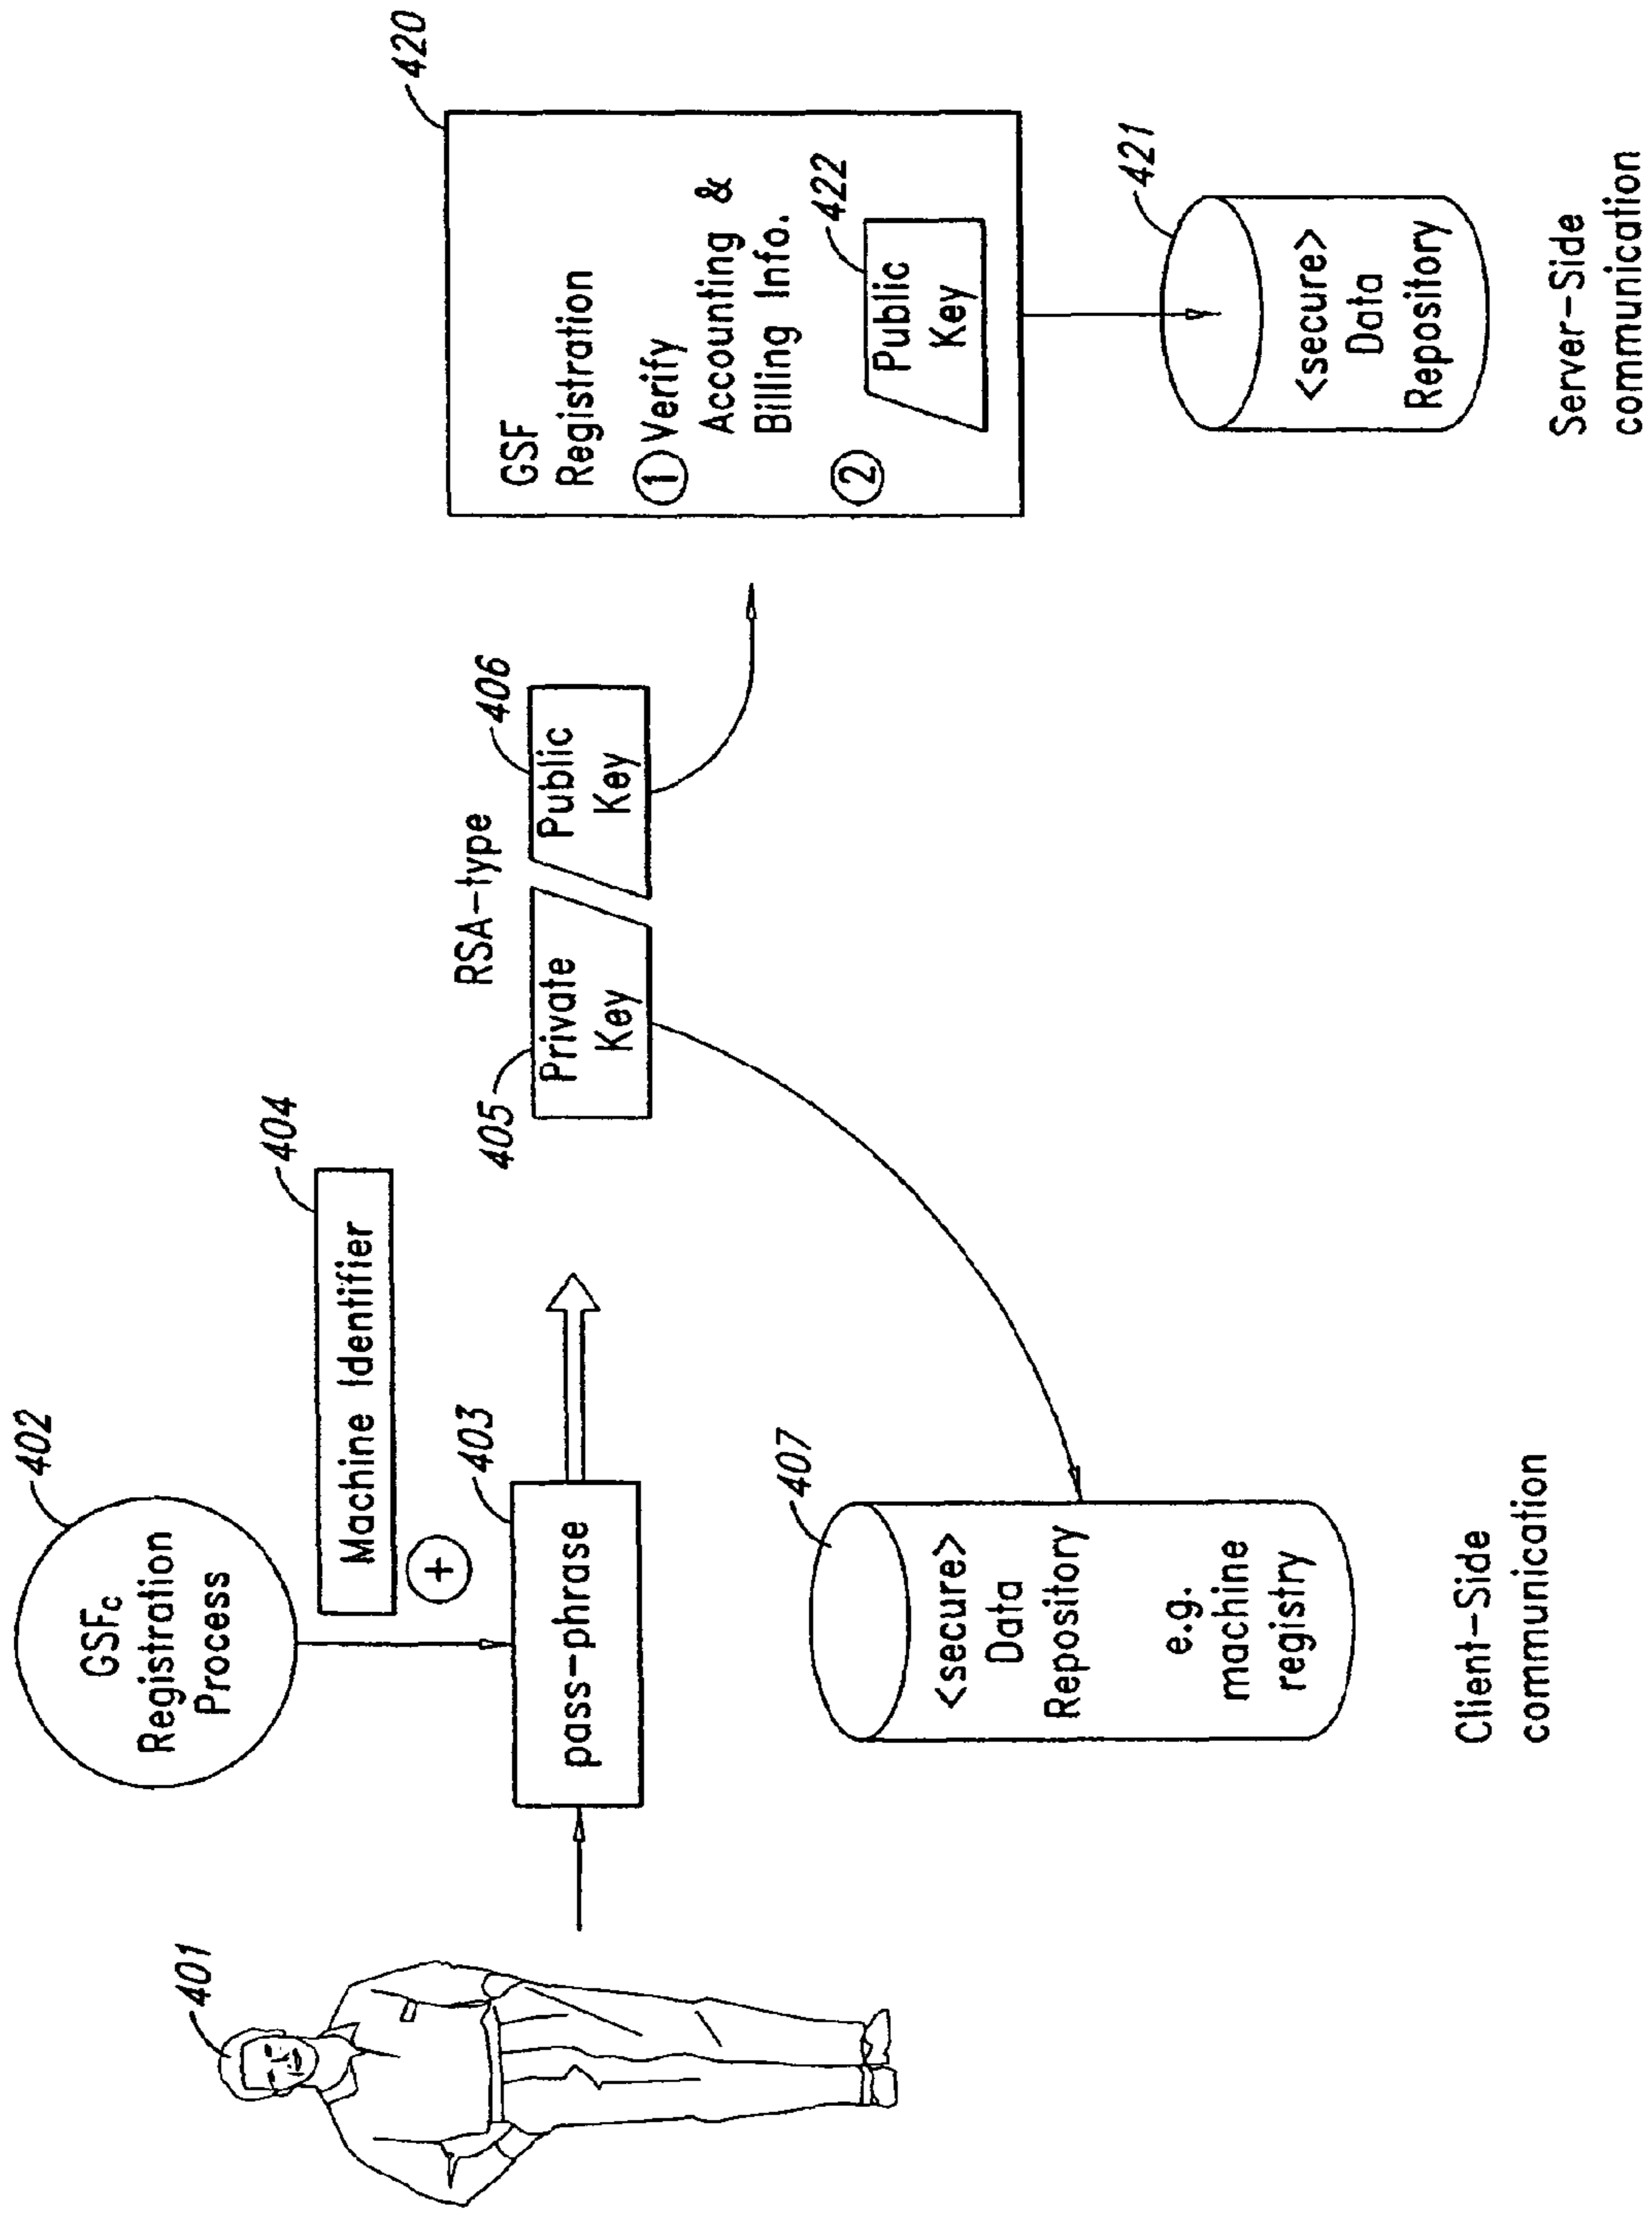 401
402
GSFc
Registration
Process
404
Machine Identifier
+
403
pass-phrase
407
<secure>
Data
Repository
e.g.
machine
registry
Client-Side
communication
RSA-type
405
Private
Key
406
Public
Key
420
GSF
Registration
1 Verify
Accounting &
Billing Info.
2
422
Public
Key
421
<secure>
Data
Repository
Server-Side
communication